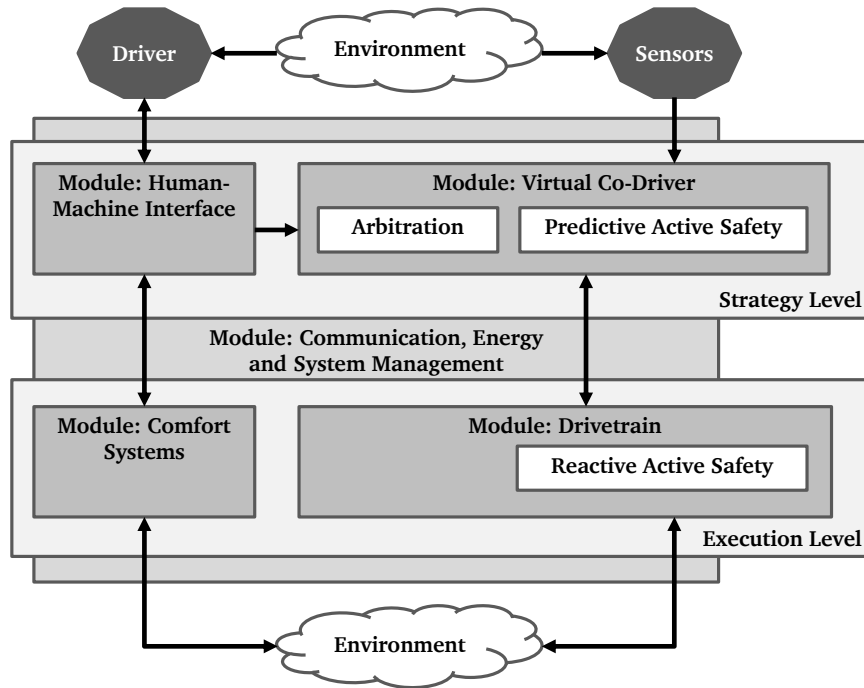 Driver
Environment
Sensors
Module: Human-
Machine Interface
Module: Virtual Co-Driver
Arbitration
Predictive Active Safety
Strategy Level
Module: Communication, Energy
and System Management
Module: Comfort
Systems
Module: Drivetrain
Reactive Active Safety
Execution Level
Environment